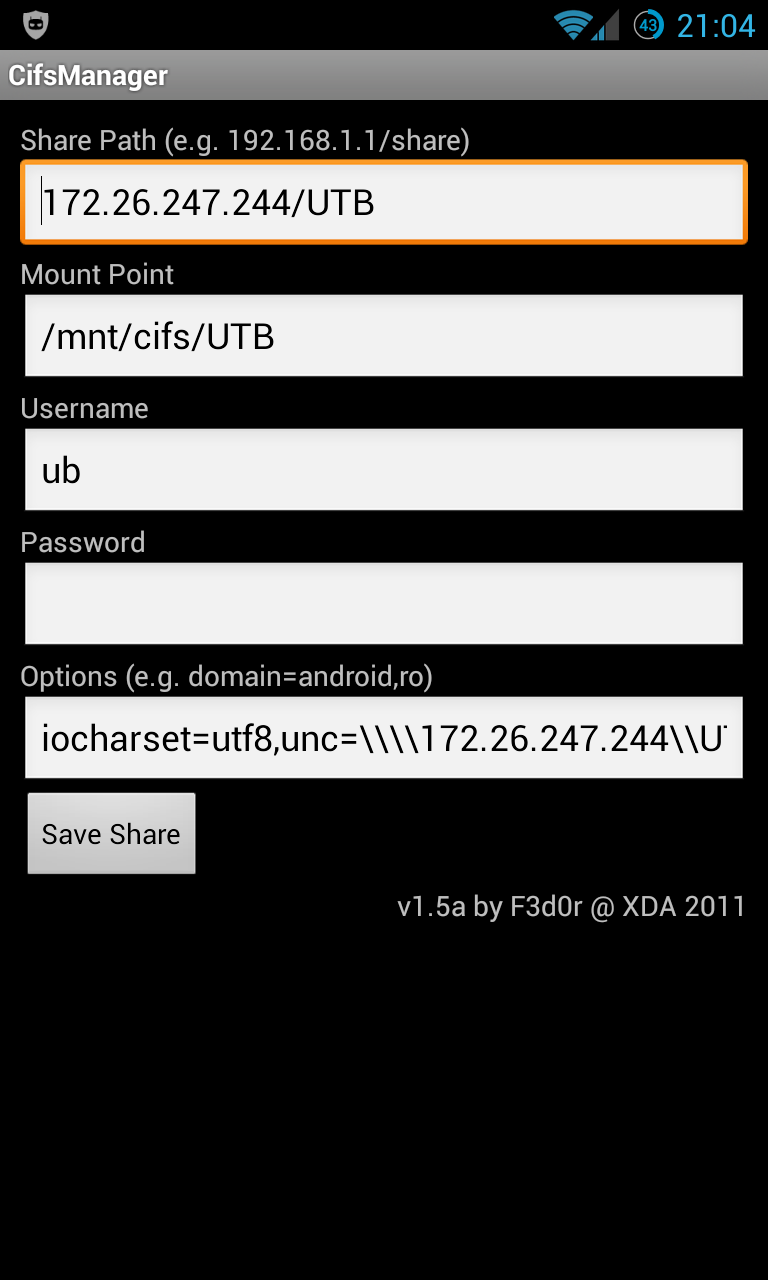 43 21:04
CifsManager
Share Path (e.g. 192.168.1.1/share)
172.26.247.244/UTB
Mount Point
/mnt/cifs/UTB
Username
ub
Password
Options (e.g. domain=android,ro)
iocharset=utf8,unc=\\\\172.26.247.244\\UT
Save Share
v1.5a by F3d0r @ XDA 2011